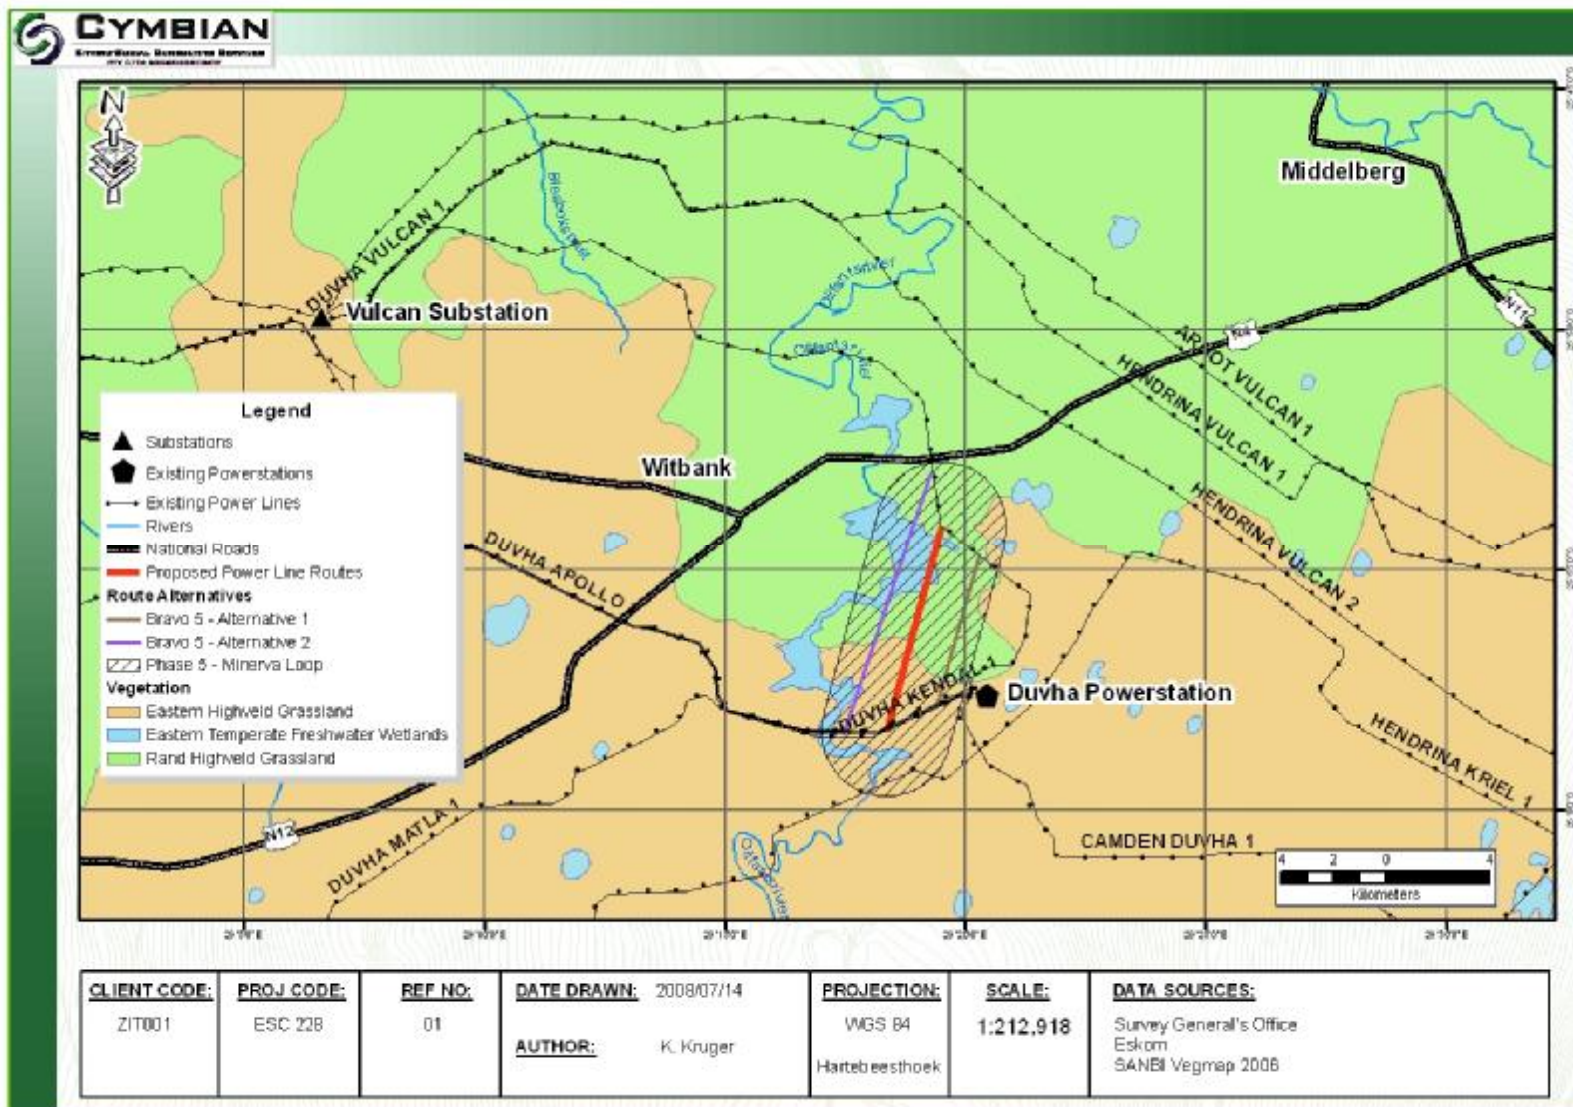 CYMBIAN
N
Middelberg
DUVHA VULCAN 1
Vulcan Substation
N4
N11
ARNOT VULCAN 1
HENDRINA VULCAN 1
Witbank
HENDRINA VULCAN 2
DUVHA APOLLO
DUVHA KENDAL 1
Duvha Powerstation
HENDRINA KRIEL 1
CAMDEN DUVHA 1
N12
DUVHA MATLA 1
Legend
Substations
Existing Powerstations
Existing Power Lines
Rivers
National Roads
Proposed Power Line Routes
Route Alternatives
Bravo 5 - Alternative 1
Bravo 5 - Alternative 2
Phase 5 - Minerva Loop
Vegetation
Eastern Highveld Grassland
Eastern Temperate Freshwater Wetlands
Rand Highveld Grassland
4 2 0 4
Kilometers
CLIENT CODE:
ZIT001
PROJ CODE:
ESC 228
REF NO:
01
DATE DRAWN: 2008/07/14
AUTHOR: K. Kruger
PROJECTION:
WGS 84
Hartebeesthoek
SCALE:
1:212,918
DATA SOURCES:
Survey General's Office
Eskom
SANBI Vegmap 2006